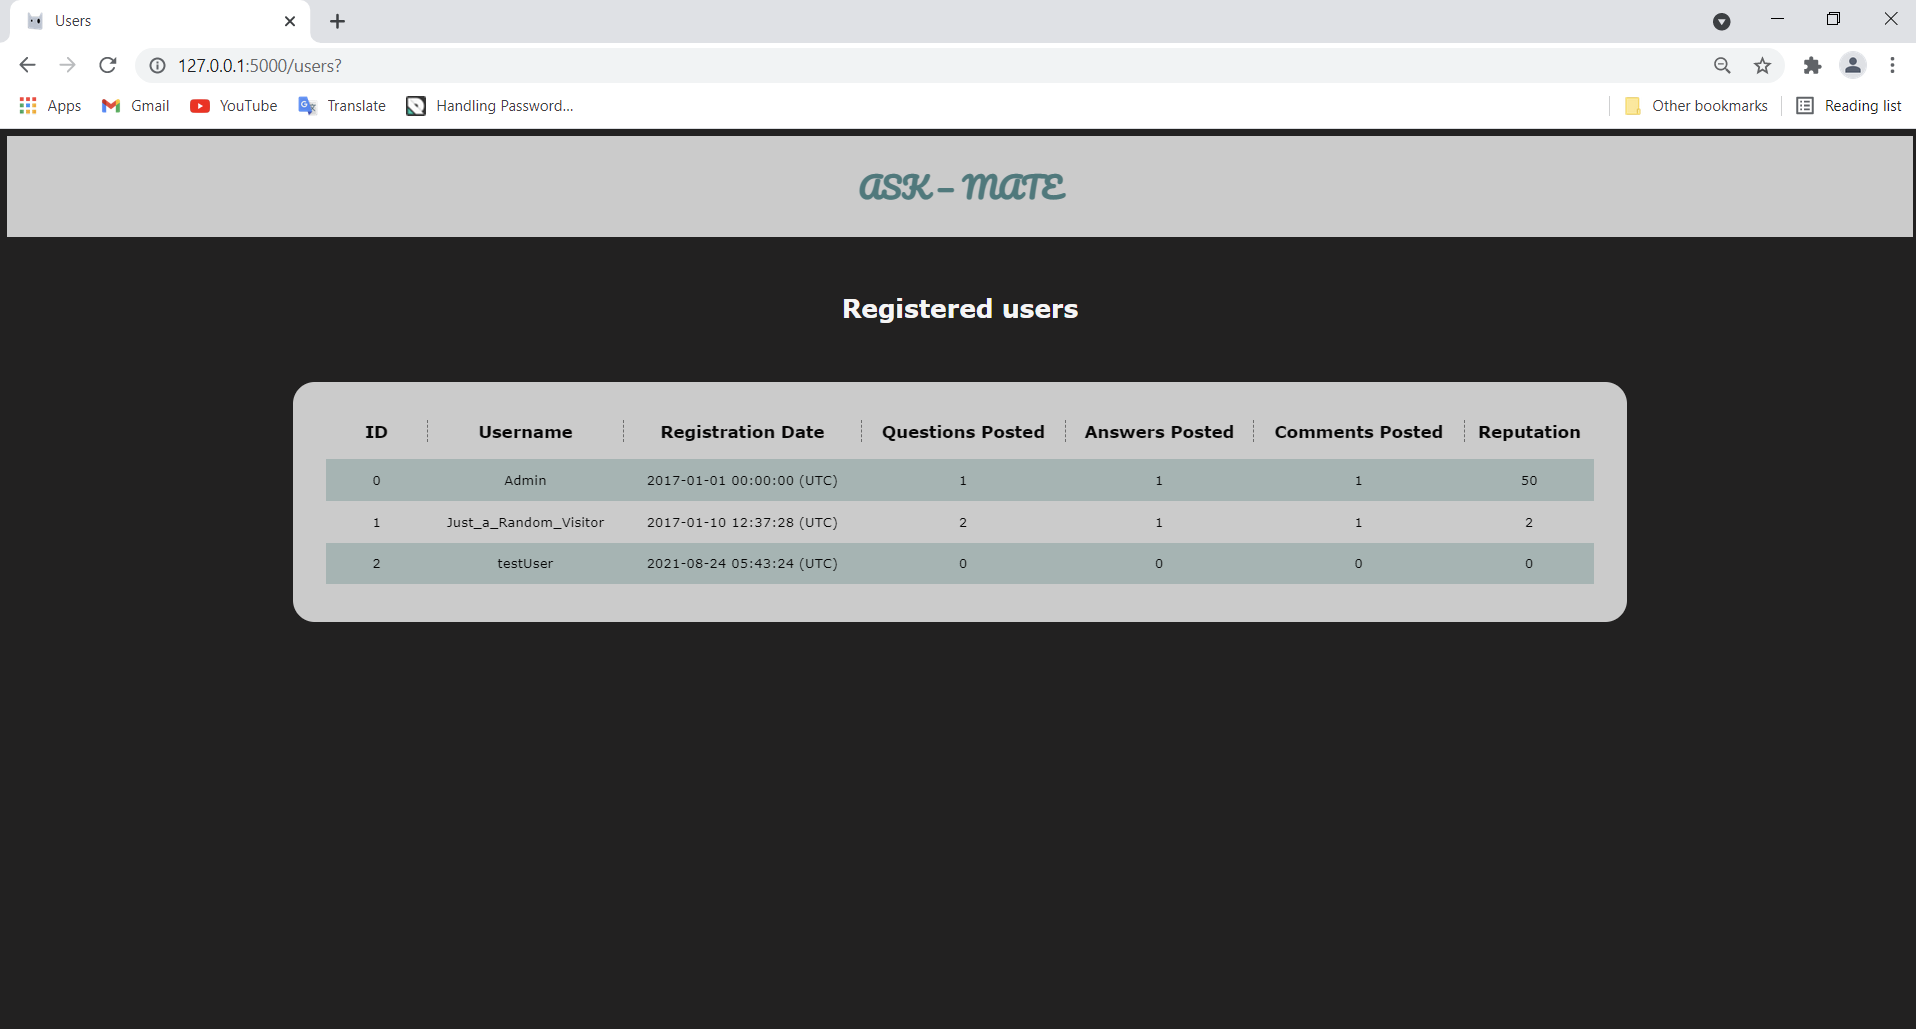 Users
127.0.0.1:5000/users?
Apps Gmail YouTube Translate Handling Password... Other bookmarks Reading list
ASK – MATE
Registered users
ID Username Registration Date Questions Posted Answers Posted Comments Posted Reputation
0 Admin 2017-01-01 00:00:00 (UTC) 1 1 1 50
1 Just_a_Random_Visitor 2017-01-10 12:37:28 (UTC) 2 1 1 2
2 testUser 2021-08-24 05:43:24 (UTC) 0 0 0 0